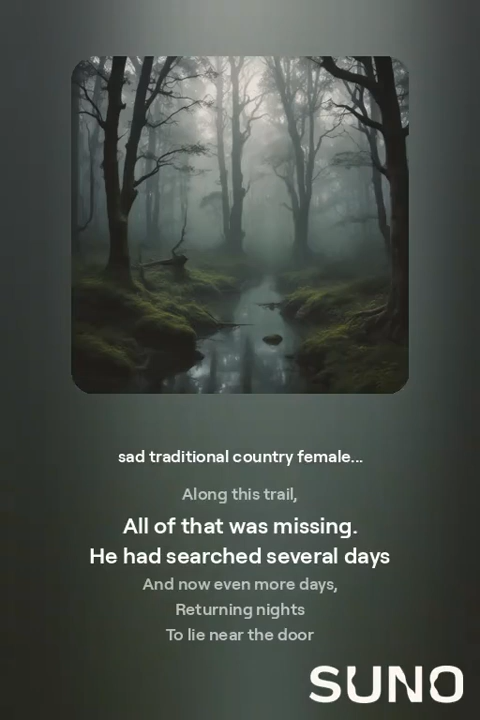 sad traditional country female...
Along this trail,
All of that was missing.
He had searched several days
And now even more days,
Returning nights
To lie near the door
SUNO